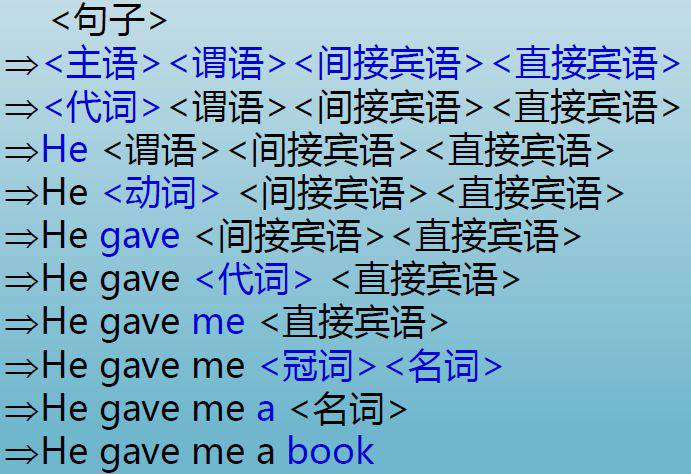 <句子>
⇒<主语><谓语><间接宾语><直接宾语>
⇒<代词><谓语><间接宾语><直接宾语>
⇒He <谓语><间接宾语><直接宾语>
⇒He <动词> <间接宾语><直接宾语>
⇒He gave <间接宾语><直接宾语>
⇒He gave <代词> <直接宾语>
⇒He gave me <直接宾语>
⇒He gave me <冠词><名词>
⇒He gave me a <名词>
⇒He gave me a book